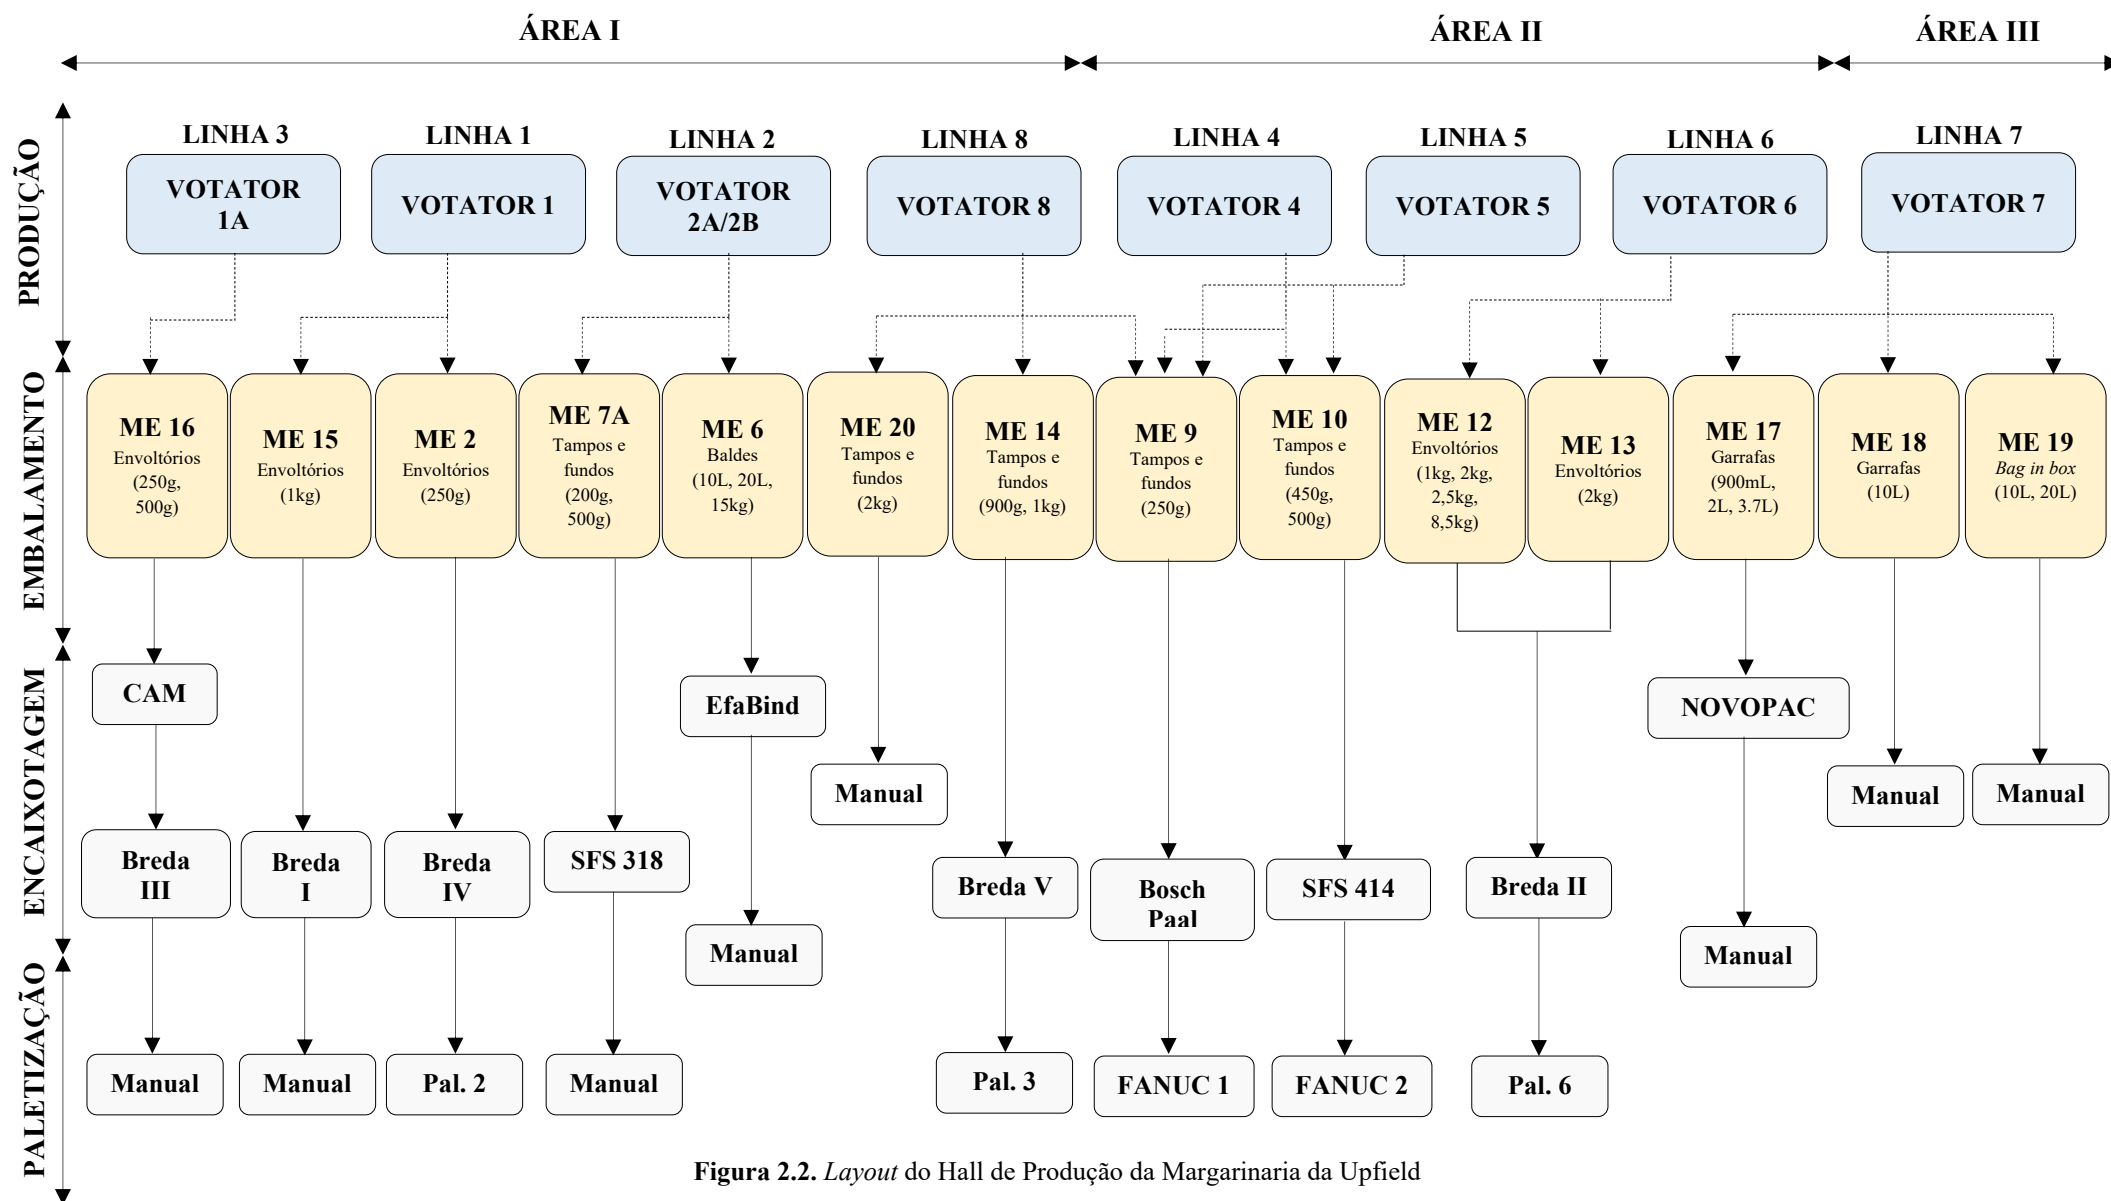 ÁREA I
ÁREA II
ÁREA III
PRODUÇÃO
LINHA 3
LINHA 1
LINHA 2
LINHA 8
LINHA 4
LINHA 5
LINHA 6
LINHA 7
VOTATOR
1A
VOTATOR 1
VOTATOR
2A/2B
VOTATOR 8
VOTATOR 4
VOTATOR 5
VOTATOR 6
VOTATOR 7
EMBALAMENTO
ME 16
Envoltórios
(250g,
500g)
ME 15
Envoltórios
(1kg)
ME 2
Envoltórios
(250g)
ME 7A
Tampos e
fundos
(200g,
500g)
ME 6
Baldes
(10L, 20L,
15kg)
ME 20
Tampos e
fundos
(2kg)
ME 14
Tampos e
fundos
(900g, 1kg)
ME 9
Tampos e
fundos
(250g)
ME 10
Tampos e
fundos
(450g,
500g)
ME 12
Envoltórios
(1kg, 2kg,
2,5kg,
8,5kg)
ME 13
Envoltórios
(2kg)
ME 17
Garrafas
(900mL,
2L, 3.7L)
ME 18
Garrafas
(10L)
ME 19
Bag in box
(10L, 20L)
ENCAIXOTAGEM
CAM
EfaBind
NOVOPAC
Manual
Manual
Manual
Breda
III
Breda
I
Breda
IV
SFS 318
Breda V
Bosch
Paal
SFS 414
Breda II
Manual
Manual
PALETIZAÇÃO
Manual
Manual
Pal. 2
Manual
Pal. 3
FANUC 1
FANUC 2
Pal. 6
Figura 2.2. Layout do Hall de Produção da Margarinaria da Upfield